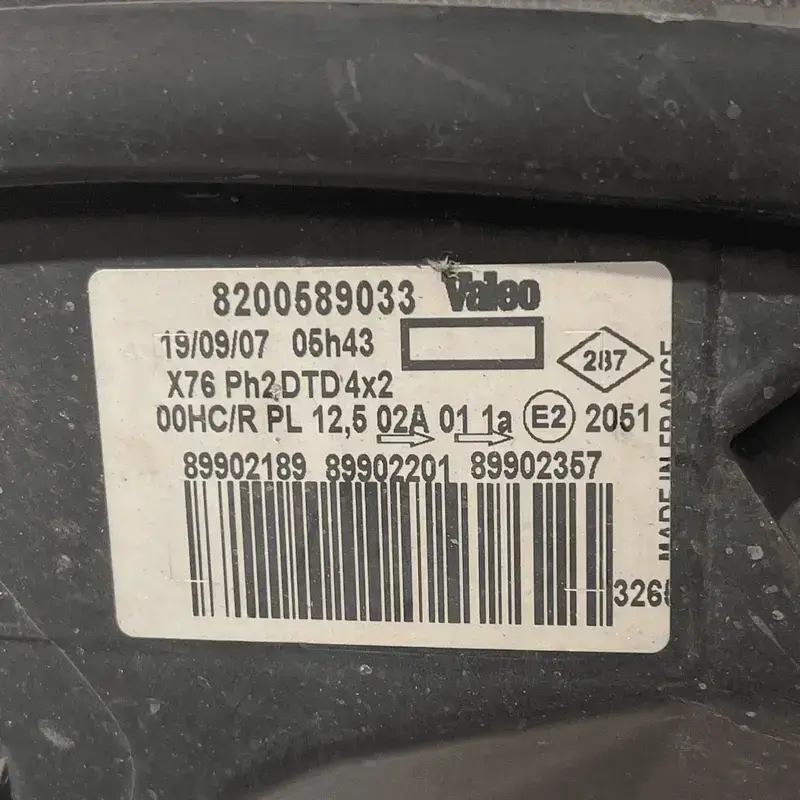 8200589033 Valeo
19/09/07 05h43
287
X76 Ph2 DTD 4x2
00HC/R PL 12,5 02A 01 1a E2 2051
89902189 89902201 89902357
MADE IN FRANCE